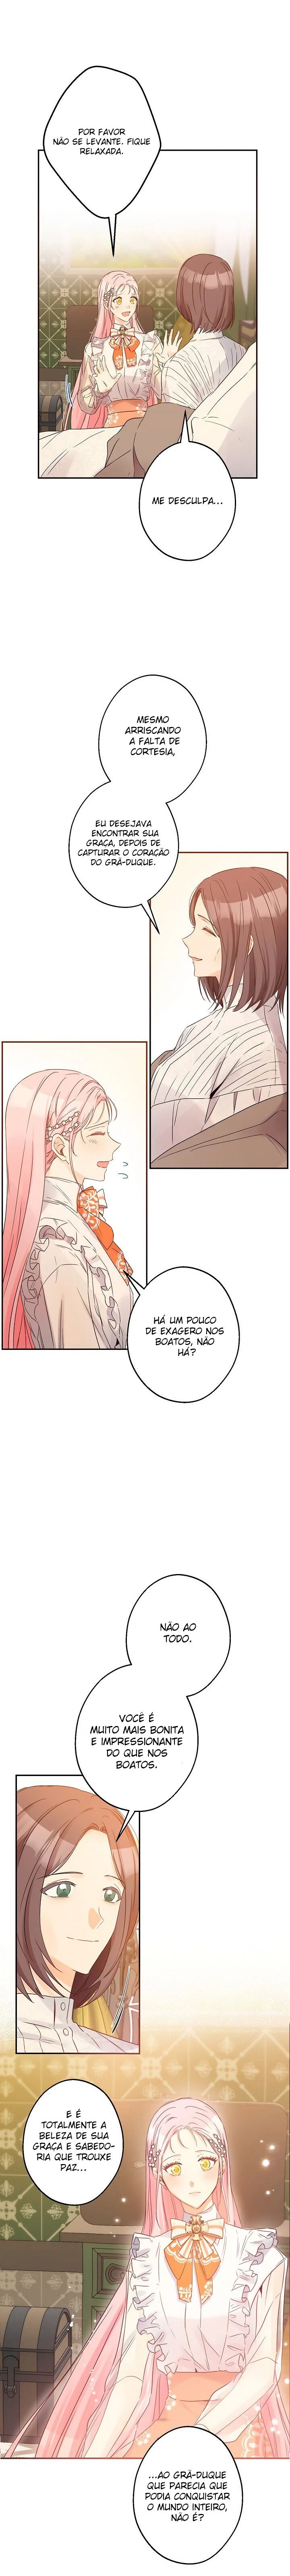 POR FAVOR
NÃO SE LEVANTE. FIQUE
RELAXADA.
ME DESCULPA...
MESMO
ARRISCANDO
A FALTA DE
CORTESIA,
EU DESEJAVA
ENCONTRAR SUA
GRAÇA, DEPOIS DE
CAPTURAR O CORAÇÃO
DO GRÃ-DUQUE.
HÁ UM POUCO
DE EXAGERO NOS
BOATOS, NÃO
HÁ?
NÃO AO
TODO.
VOCÊ É
MUITO MAIS BONITA
E IMPRESSIONANTE
DO QUE NOS
BOATOS.
E É
TOTALMENTE A
BELEZA DE SUA
GRAÇA E SABEDO-
RIA QUE TROUXE
PAZ...
...AO GRÃ-DUQUE
QUE PARECIA QUE
PODIA CONQUISTAR
O MUNDO INTEIRO,
NÃO É?